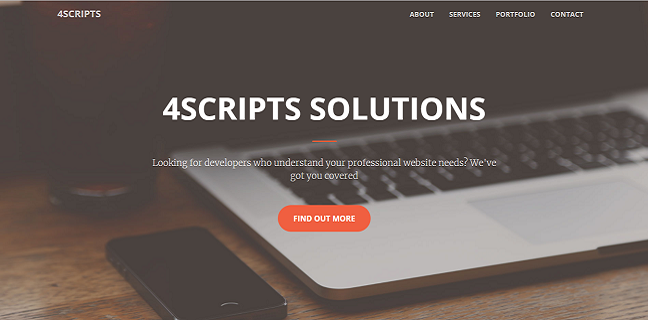 4SCRIPTS
ABOUT SERVICES PORTFOLIO CONTACT
4SCRIPTS SOLUTIONS
Looking for developers who understand your professional website needs? We've
got you covered
FIND OUT MORE